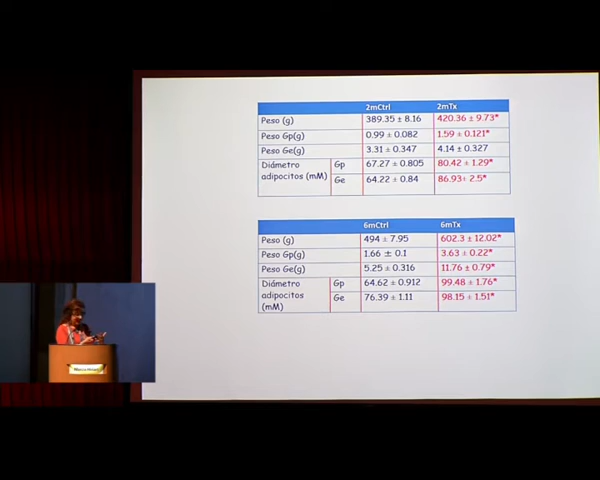 2mCtrl 2mTx
Peso (g) 389.35 ± 8.16 420.36 ± 9.73*
Peso Gp(g) 0.99 ± 0.082 1.59 ± 0.121*
Peso Ge(g) 3.31 ± 0.347 4.14 ± 0.327
Diámetro Gp 67.27 ± 0.805 80.42 ± 1.29*
adipocitos (mM) Ge 64.22 ± 0.84 86.93± 2.5*
6mCtrl 6mTx
Peso (g) 494 ± 7.95 602.3 ± 12.02*
Peso Gp(g) 1.66 ± 0.1 3.63 ± 0.22*
Peso Ge(g) 5.25 ± 0.316 11.76 ± 0.79*
Diámetro Gp 64.62 ± 0.912 99.48 ± 1.76*
adipocitos Ge 76.39 ± 1.11 98.15 ± 1.51*
(mM)